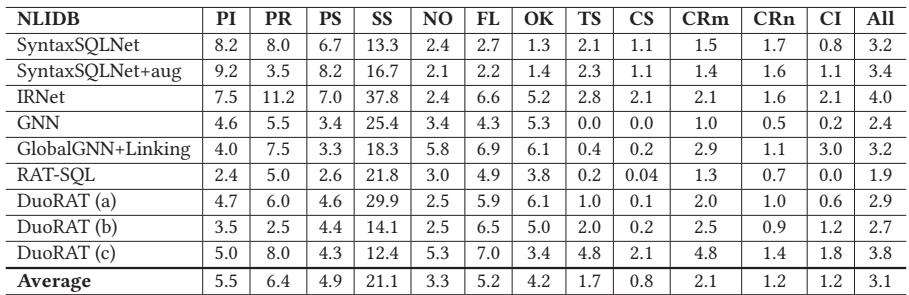 NLIDB PI PR PS SS NO FL OK TS CS CRm CRn CI All
SyntaxSQLNet 8.2 8.0 6.7 13.3 2.4 2.7 1.3 2.1 1.1 1.5 1.7 0.8 3.2
SyntaxSQLNet+aug 9.2 3.5 8.2 16.7 2.1 2.2 1.4 2.3 1.1 1.4 1.6 1.1 3.4
IRNet 7.5 11.2 7.0 37.8 2.4 6.6 5.2 2.8 2.1 2.1 1.6 2.1 4.0
GNN 4.6 5.5 3.4 25.4 3.4 4.3 5.3 0.0 0.0 1.0 0.5 0.2 2.4
GlobalGNN+Linking 4.0 7.5 3.3 18.3 5.8 6.9 6.1 0.4 0.2 2.9 1.1 3.0 3.2
RAT-SQL 2.4 5.0 2.6 21.8 3.0 4.9 3.8 0.2 0.04 1.3 0.7 0.0 1.9
DuoRAT (a) 4.7 6.0 4.6 29.9 2.5 5.9 6.1 1.0 0.1 2.0 1.0 0.6 2.9
DuoRAT (b) 3.5 2.5 4.4 14.1 2.5 6.5 5.0 2.0 0.2 2.5 0.9 1.2 2.7
DuoRAT (c) 5.0 8.0 4.3 12.4 5.3 7.0 3.4 4.8 2.1 4.8 1.4 1.8 3.8
Average 5.5 6.4 4.9 21.1 3.3 5.2 4.2 1.7 0.8 2.1 1.2 1.2 3.1